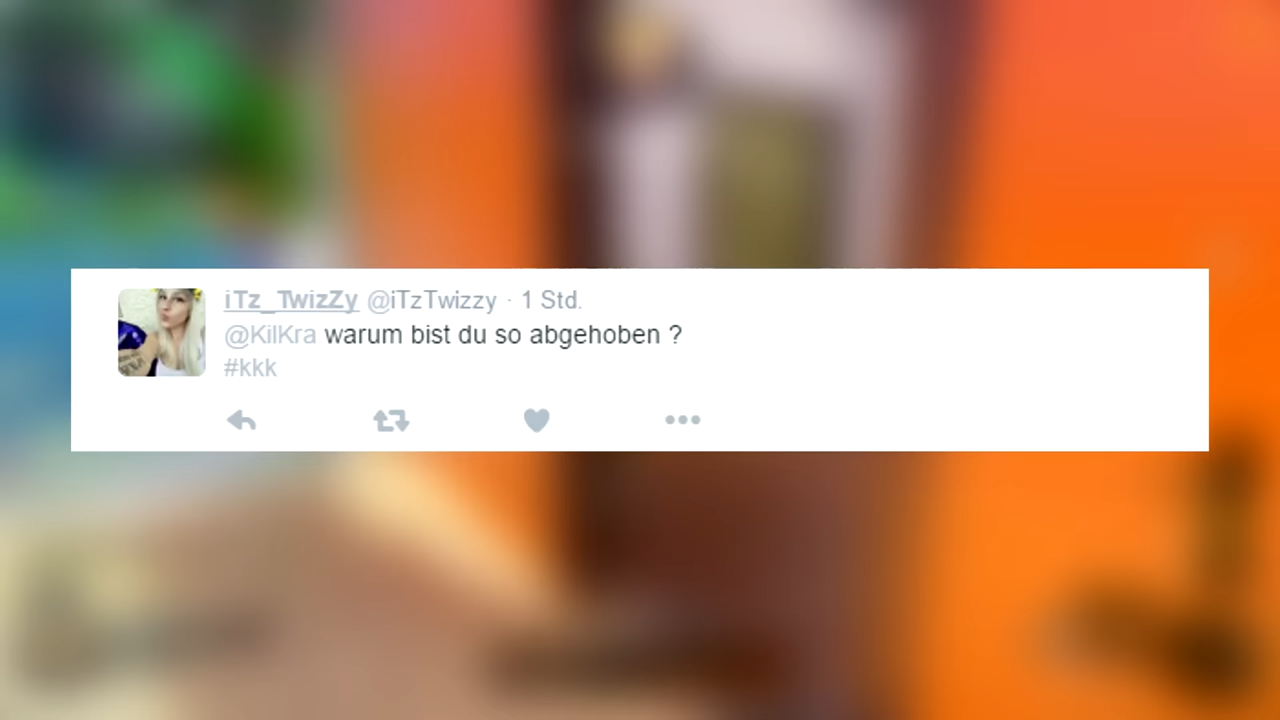 iTz_TwizZy @iTzTwizzy · 1 Std.
@KilKra warum bist du so abgehoben ?
#kkk